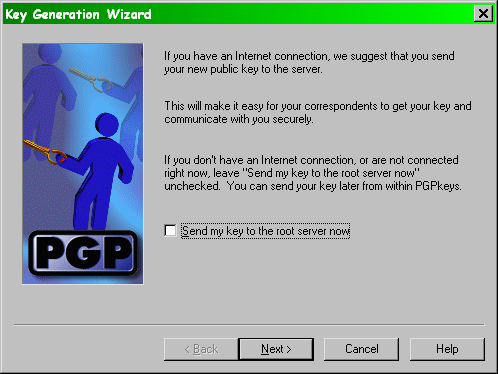 Key Generation Wizard
If you have an Internet connection, we suggest that you send
your new public key to the server.
This will make it easy for your correspondents to get your key and
communicate with you securely.
If you don't have an Internet connection, or are not connected
right now, leave "Send my key to the root server now"
unchecked. You can send your key later from within PGPkeys.
Send my key to the root server now
PGP
< Back Next > Cancel Help